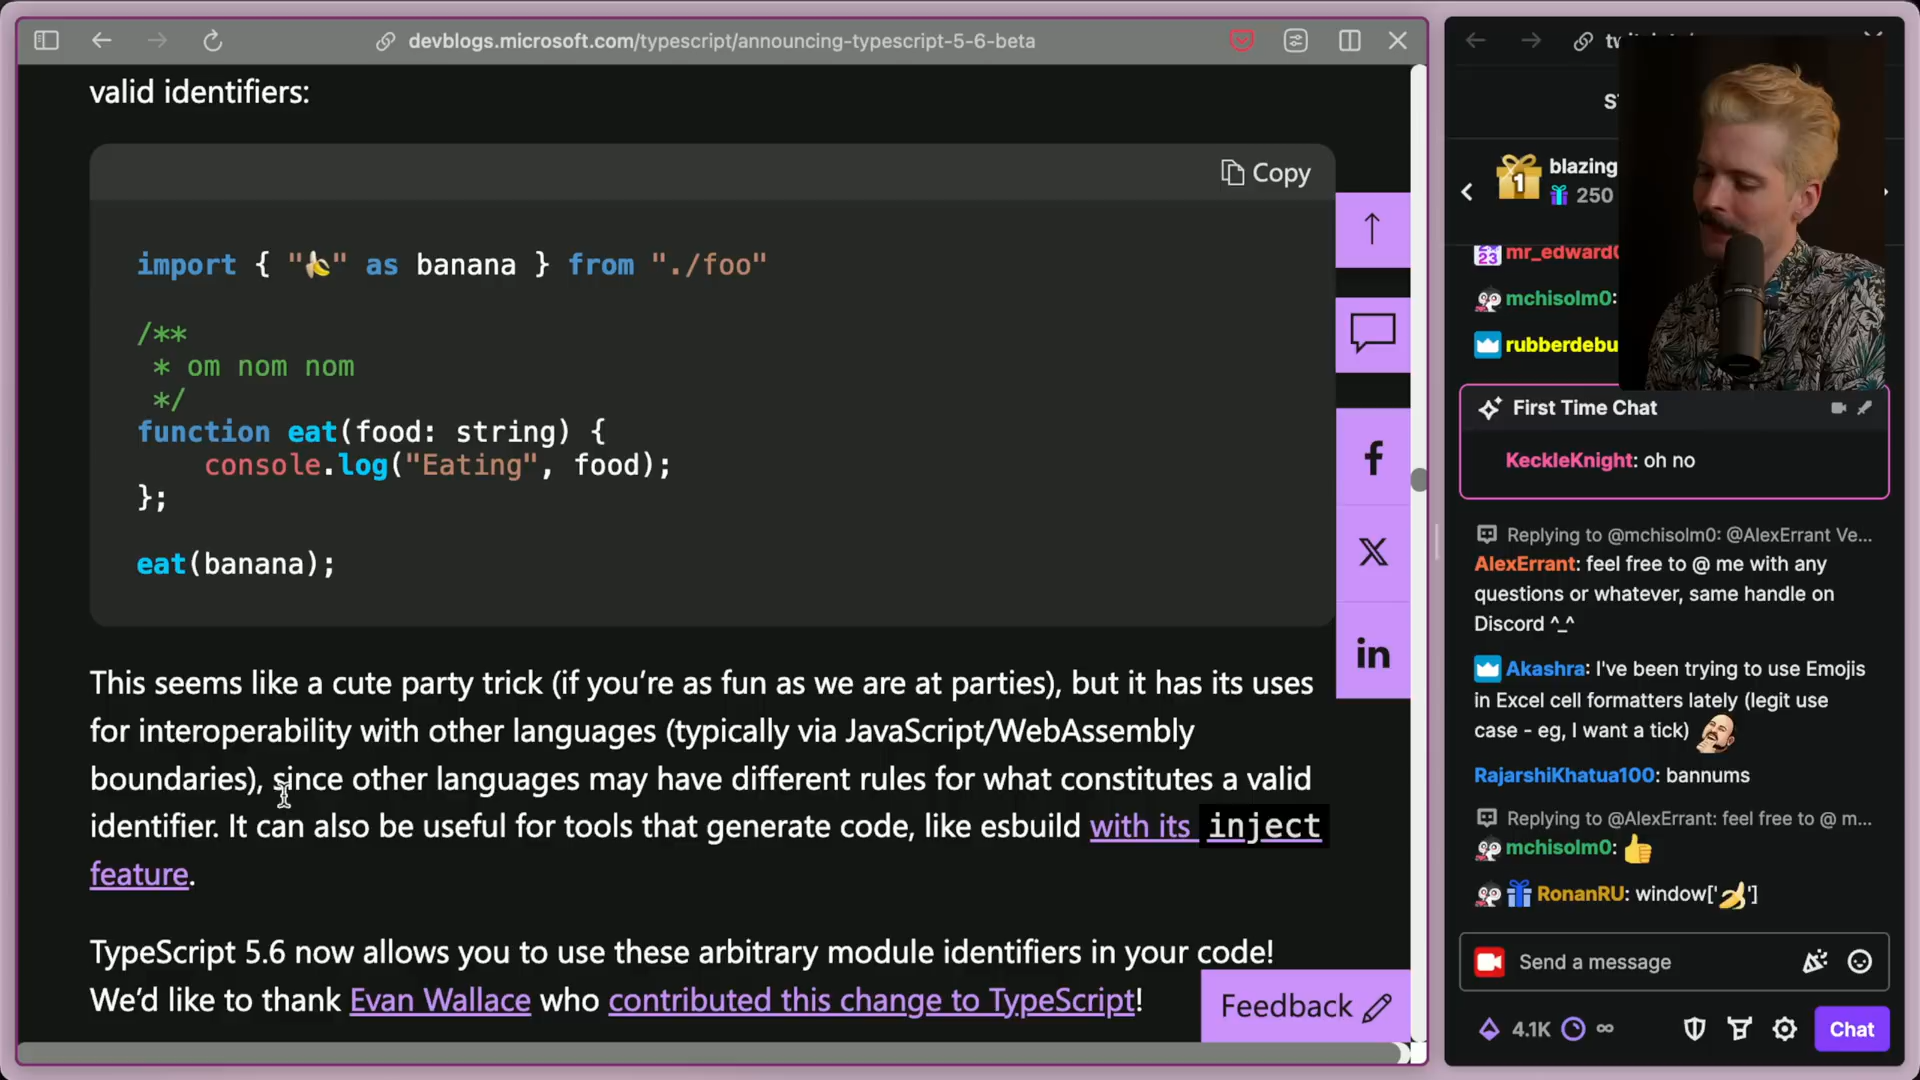 devblogs.microsoft.com/typescript/announcing-typescript-5-6-beta
valid identifiers:
Copy
import { "🍌" as banana } from "./foo"
/**
* om nom nom
*/
function eat(food: string) {
console.log("Eating", food);
};
eat(banana);
This seems like a cute party trick (if you’re as fun as we are at parties), but it has its uses
for interoperability with other languages (typically via JavaScript/WebAssembly
boundaries), since other languages may have different rules for what constitutes a valid
identifier. It can also be useful for tools that generate code, like esbuild with its inject
feature.
TypeScript 5.6 now allows you to use these arbitrary module identifiers in your code!
We’d like to thank Evan Wallace who contributed this change to TypeScript!
Feedback
1
blazing
250
mchisolm0:
rubberdebu
First Time Chat
KeckleKnight: oh no
Replying to @mchisolm0: @AlexErrant Ve...
AlexErrant: feel free to @ me with any
questions or whatever, same handle on
Discord ^_^
Akashra: I've been trying to use Emojis
in Excel cell formatters lately (legit use
case - eg, I want a tick)
RajarshiKhatua100: bannums
Replying to @AlexErrant: feel free to @ m...
mchisolm0: 👍
RonanRU: window['🍌']
Send a message
4.1K ∞
Chat